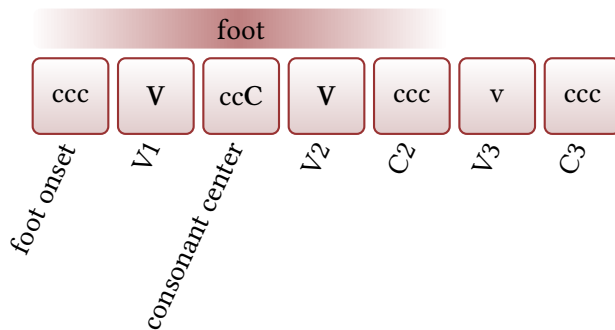 foot
ccc V ccC V ccc v ccc
foot onset V1 consonant center V2 C2 V3 C3